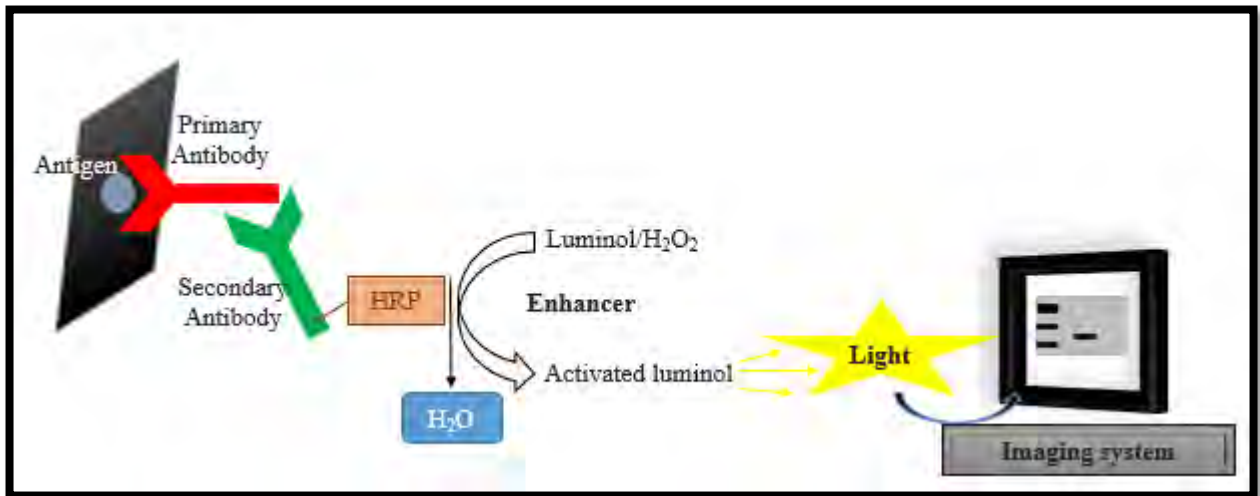 Primary
Antibody
Antigen
Secondary
Antibody
HRP
Luminol/H₂O₂
Enhancer
Activated luminol
H₂O
Light
Imaging system